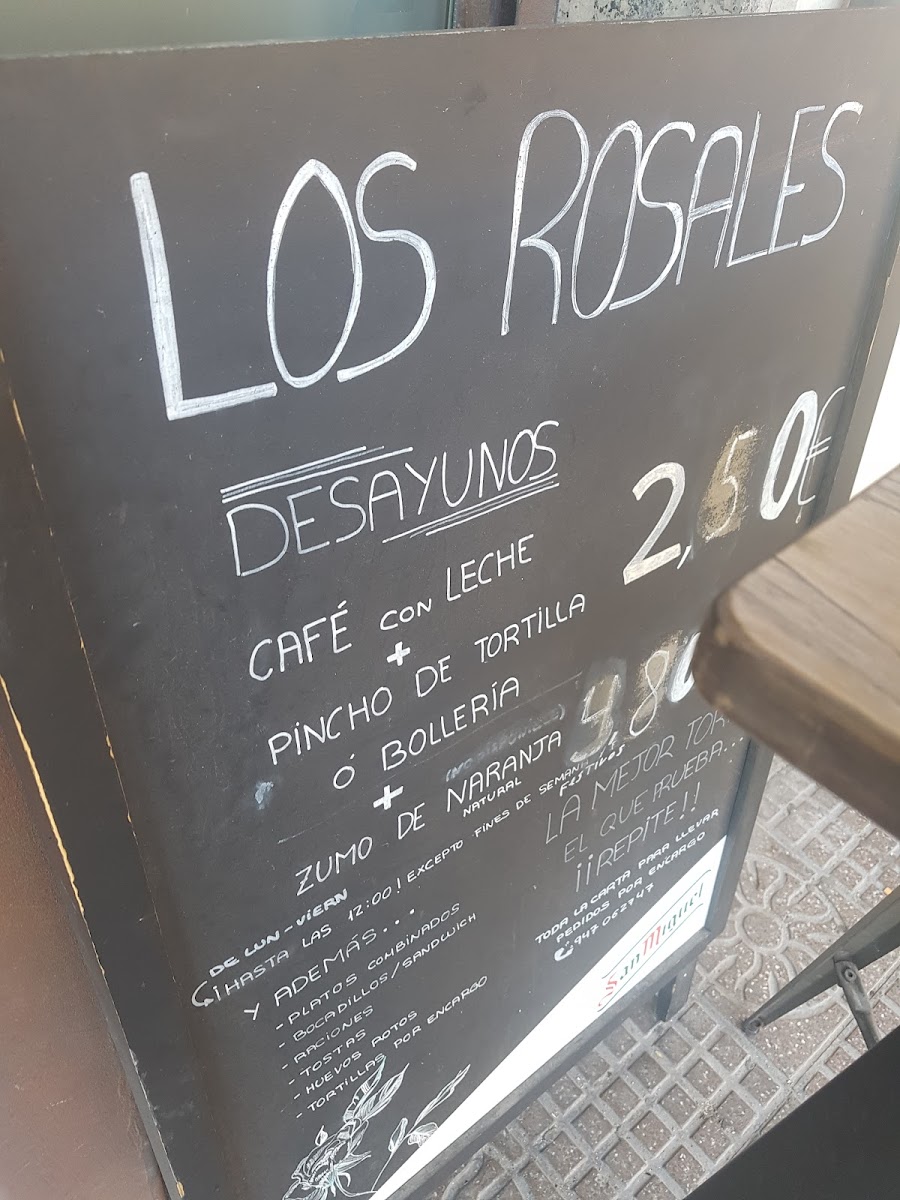 LOS ROSALES
DESAYUNOS
2,50€
CAFÉ CON LECHE
+
PINCHO DE TORTILLA
Ó BOLLERÍA
+
ZUMO DE NARANJA
NATURAL
3,80
DE LUN-VIERN
¡HASTA LAS 12:00! EXCEPTO FINES DE SEMANA
FESTIVOS
LA MEJOR
EL QUE PRUEBA...
¡¡REPITE!!
Y ADEMÁS...
- PLATOS COMBINADOS
- BOCADILLOS/SANDWICH
- RACIONES
- TOSTAS
- HUEVOS ROTOS
- TORTILLAS POR ENCARGO
TODA LA CARTA PARA LLEVAR
PEDIDOS POR ENCARGO
947 062747
San Miguel